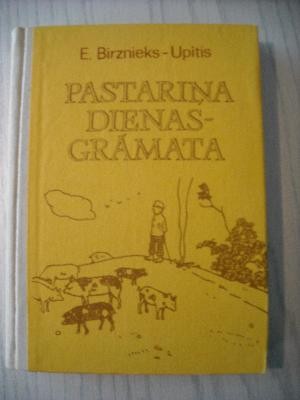 E. Birznieks-Upītis
PASTARIŅA
DIENAS-
GRĀMATA